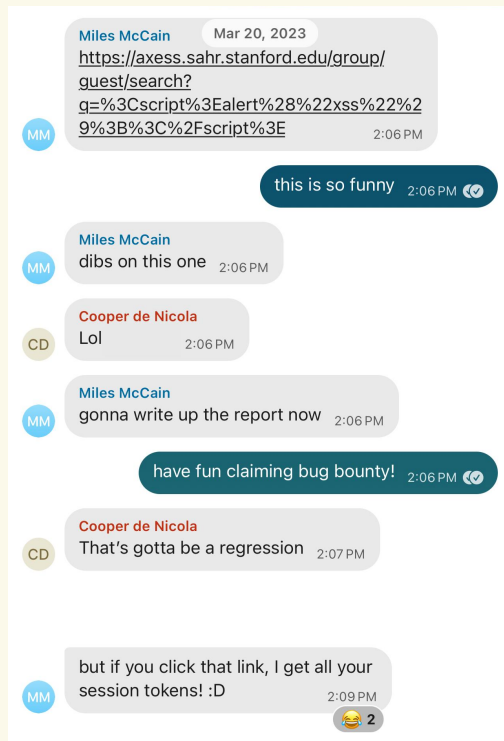 Mar 20, 2023
Miles McCain
https://axess.sahr.stanford.edu/group/
guest/search?
q=%3Cscript%3Ealert%28%22xss%22%2
9%3B%3C%2Fscript%3E
MM
2:06 PM
this is so funny 2:06 PM
Miles McCain
dibs on this one 2:06 PM
MM
Cooper de Nicola
Lol 2:06 PM
CD
Miles McCain
gonna write up the report now 2:06 PM
MM
have fun claiming bug bounty! 2:06 PM
Cooper de Nicola
That's gotta be a regression 2:07 PM
CD
but if you click that link, I get all your
session tokens! :D 2:09 PM
MM
😂 2